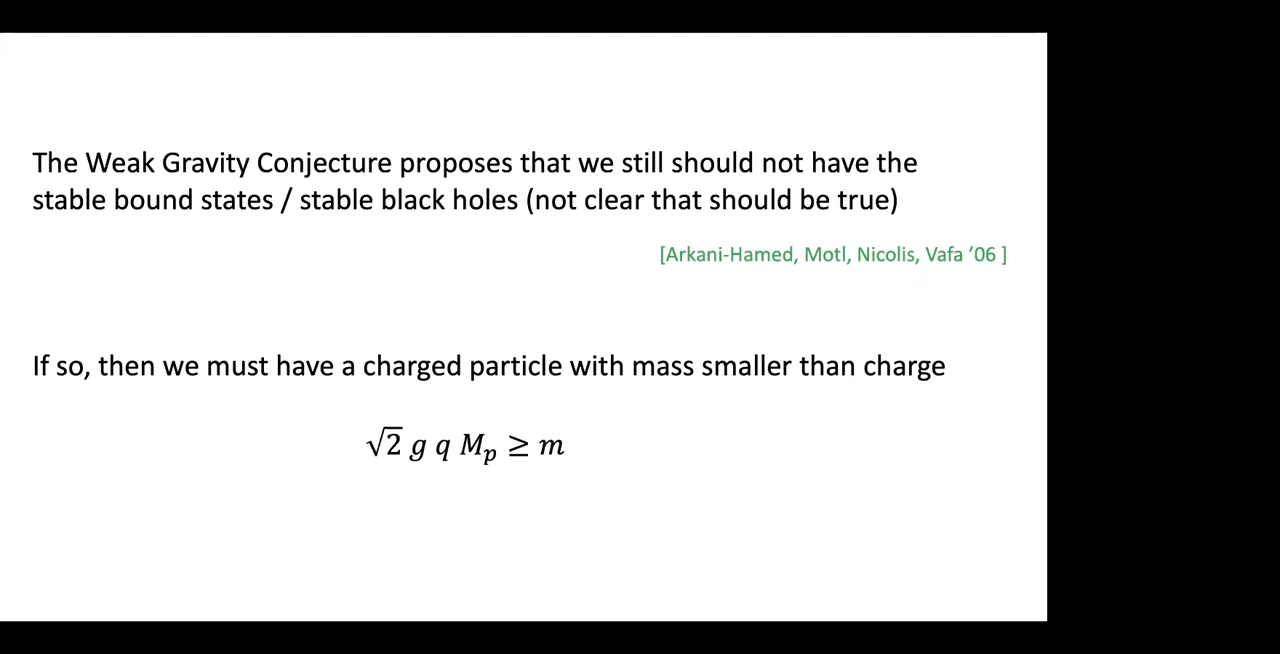 The Weak Gravity Conjecture proposes that we still should not have the
stable bound states / stable black holes (not clear that should be true)
[Arkani-Hamed, Motl, Nicolis, Vafa ’06 ]
If so, then we must have a charged particle with mass smaller than charge
√2 g q Mₚ ≥ m